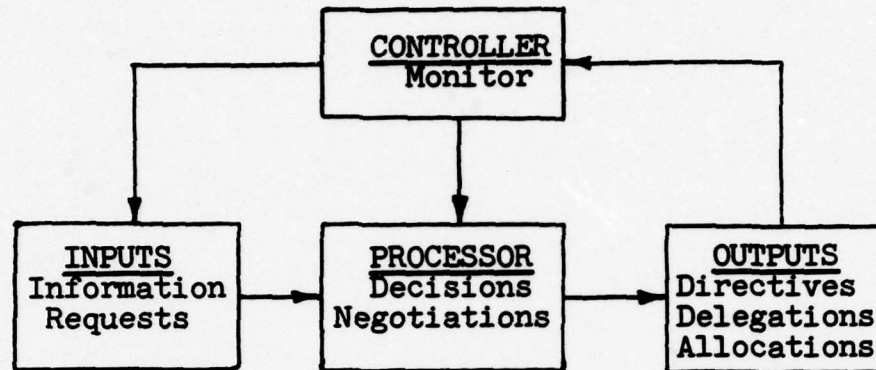 CONTROLLER
Monitor
INPUTS
Information
Requests
PROCESSOR
Decisions
Negotiations
OUTPUTS
Directives
Delegations
Allocations